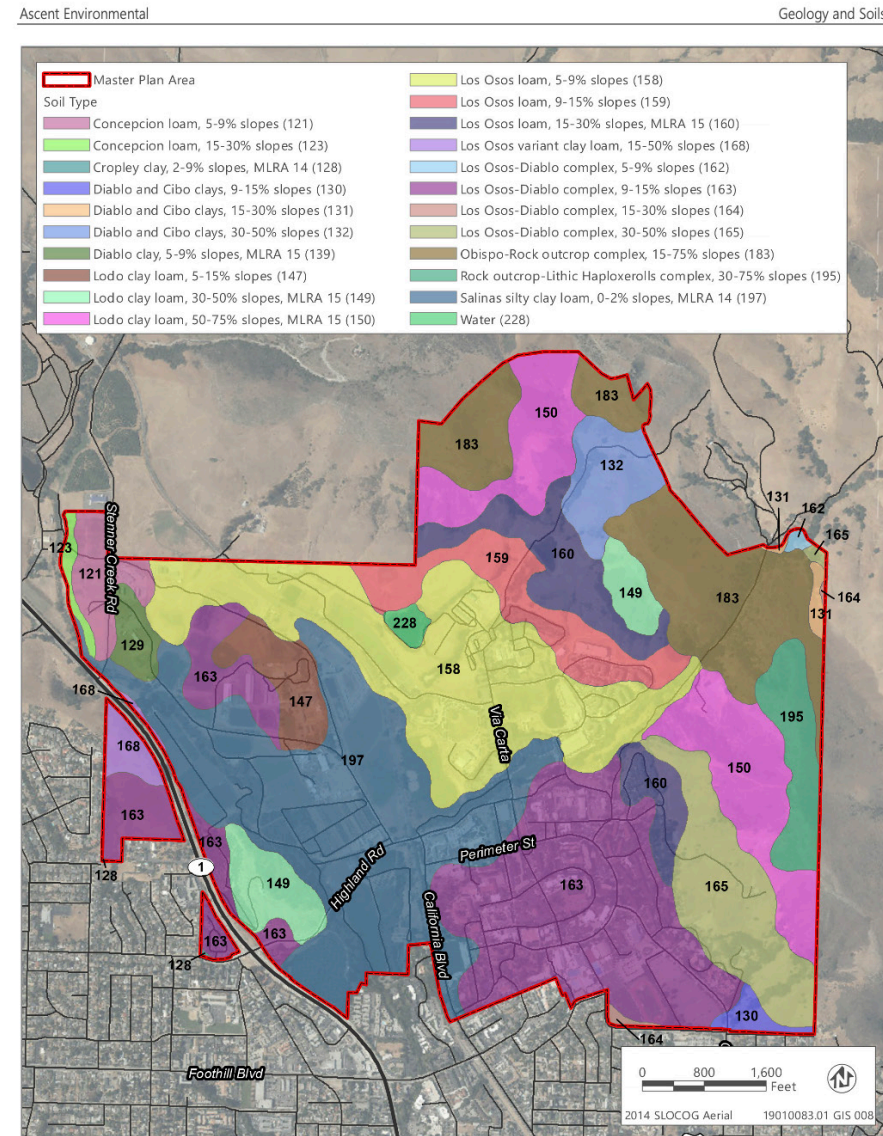 Ascent Environmental
Geology and Soils
Master Plan Area
Soil Type
Concepcion loam, 5-9% slopes (121)
Concepcion loam, 15-30% slopes (123)
Cropley clay, 2-9% slopes, MLRA 14 (128)
Diablo and Cibo clays, 9-15% slopes (130)
Diablo and Cibo clays, 15-30% slopes (131)
Diablo and Cibo clays, 30-50% slopes (132)
Diablo clay, 5-9% slopes, MLRA 15 (139)
Lodo clay loam, 5-15% slopes (147)
Lodo clay loam, 30-50% slopes, MLRA 15 (149)
Lodo clay loam, 50-75% slopes, MLRA 15 (150)
Los Osos loam, 5-9% slopes (158)
Los Osos loam, 9-15% slopes (159)
Los Osos loam, 15-30% slopes, MLRA 15 (160)
Los Osos variant clay loam, 15-50% slopes (168)
Los Osos-Diablo complex, 5-9% slopes (162)
Los Osos-Diablo complex, 9-15% slopes (163)
Los Osos-Diablo complex, 15-30% slopes (164)
Los Osos-Diablo complex, 30-50% slopes (165)
Obispo-Rock outcrop complex, 15-75% slopes (183)
Rock outcrop-Lithic Haploxerolls complex, 30-75% slopes (195)
Salinas silty clay loam, 0-2% slopes, MLRA 14 (197)
Water (228)
183
150
183
132
131
162
165
123
121
Stenner Creek Rd
159
160
149
183
164
131
228
129
163
158
168
147
195
Via Carta
168
197
150
160
163
163
128
1
Perimeter St
149
Highland Rd
163
165
California Blvd
163
163
128
130
164
Foothill Blvd
0 800 1,600
Feet
N
2014 SLOCOG Aerial
19010083.01 GIS 008